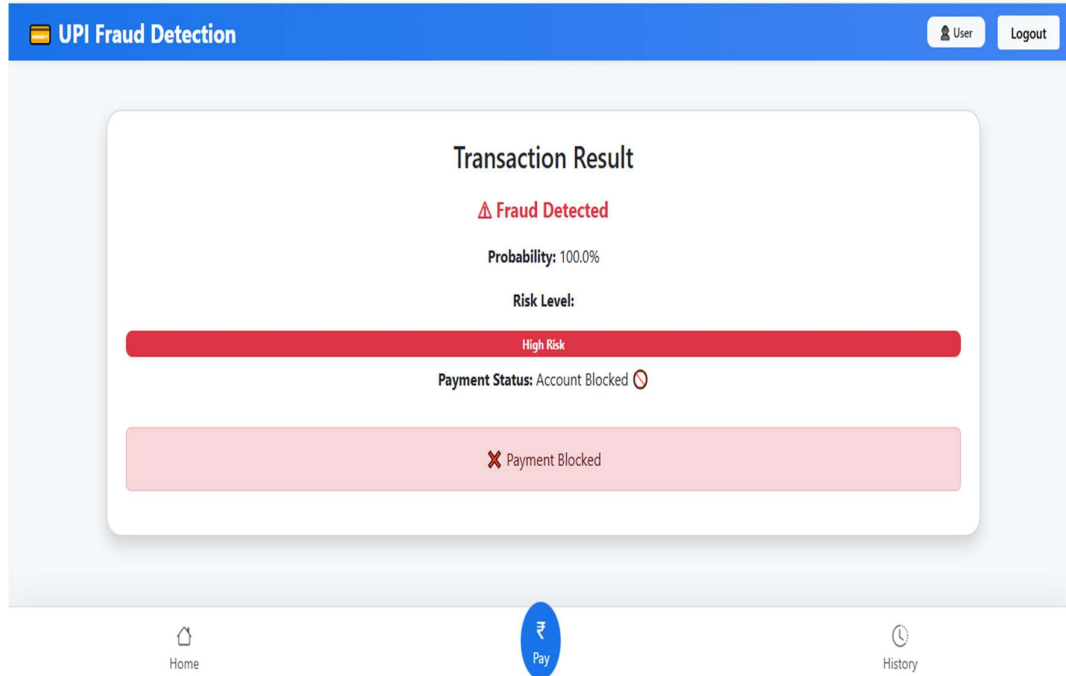 UPI Fraud Detection
User
Logout
Transaction Result
⚠ Fraud Detected
Probability: 100.0%
Risk Level:
High Risk
Payment Status: Account Blocked 🚫
❌ Payment Blocked
Home
₹
Pay
History